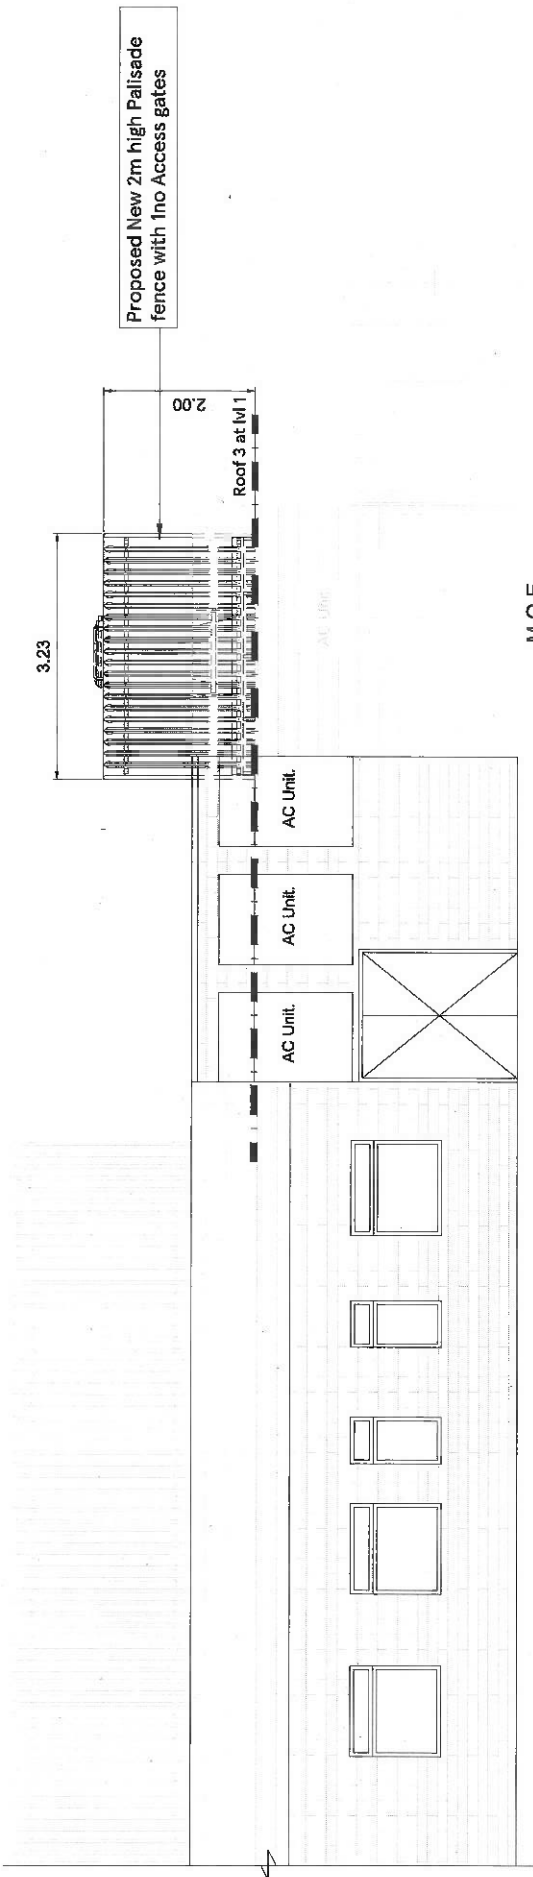 Proposed New 2m high Palisade
fence with 1no Access gates
3.23
2.00
Roof 3 at lvl 1
AC Unit.
AC Unit.
AC Unit.